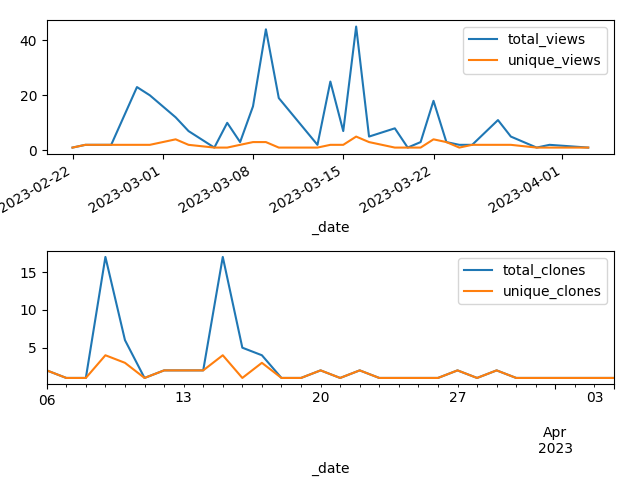 40
20
0
total_views
unique_views
2023-02-22
2023-03-01
2023-03-08
2023-03-15
2023-03-22
2023-04-01
_date
15
10
5
total_clones
unique_clones
06
13
20
27
03
Apr
2023
_date